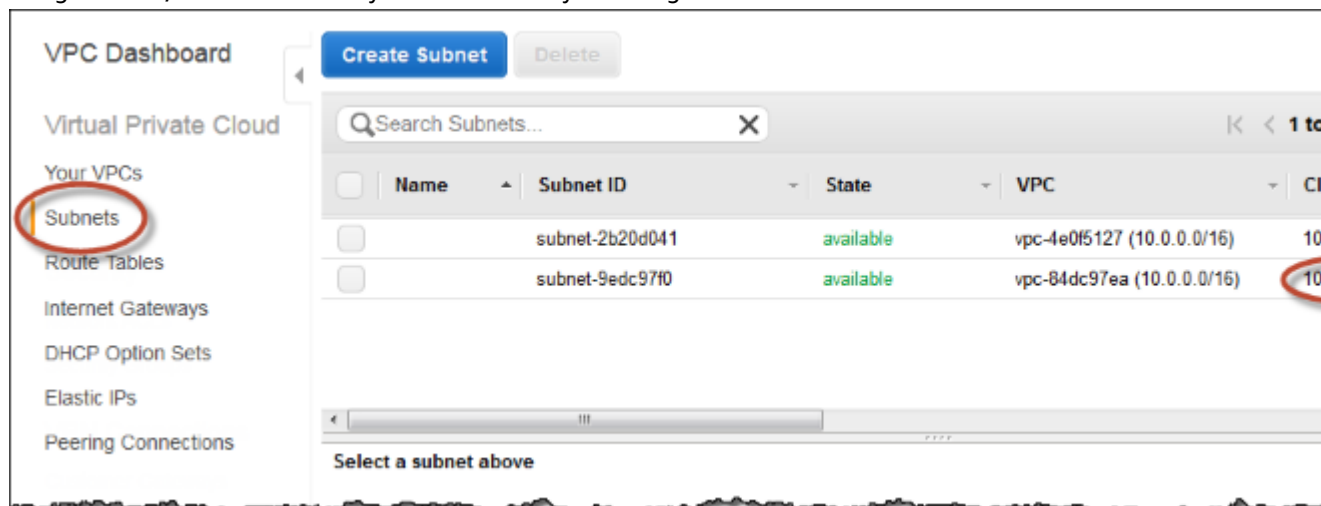 VPC Dashboard
Create Subnet
Delete
Virtual Private Cloud
Search Subnets...
1 to
Your VPCs
Name
Subnet ID
State
VPC
Subnets
subnet-2b20d041
available
vpc-4e0f5127 (10.0.0.0/16)
10
Route Tables
subnet-9edc97f0
available
vpc-84dc97ea (10.0.0.0/16)
10
Internet Gateways
DHCP Option Sets
Elastic IPs
Peering Connections
Select a subnet above